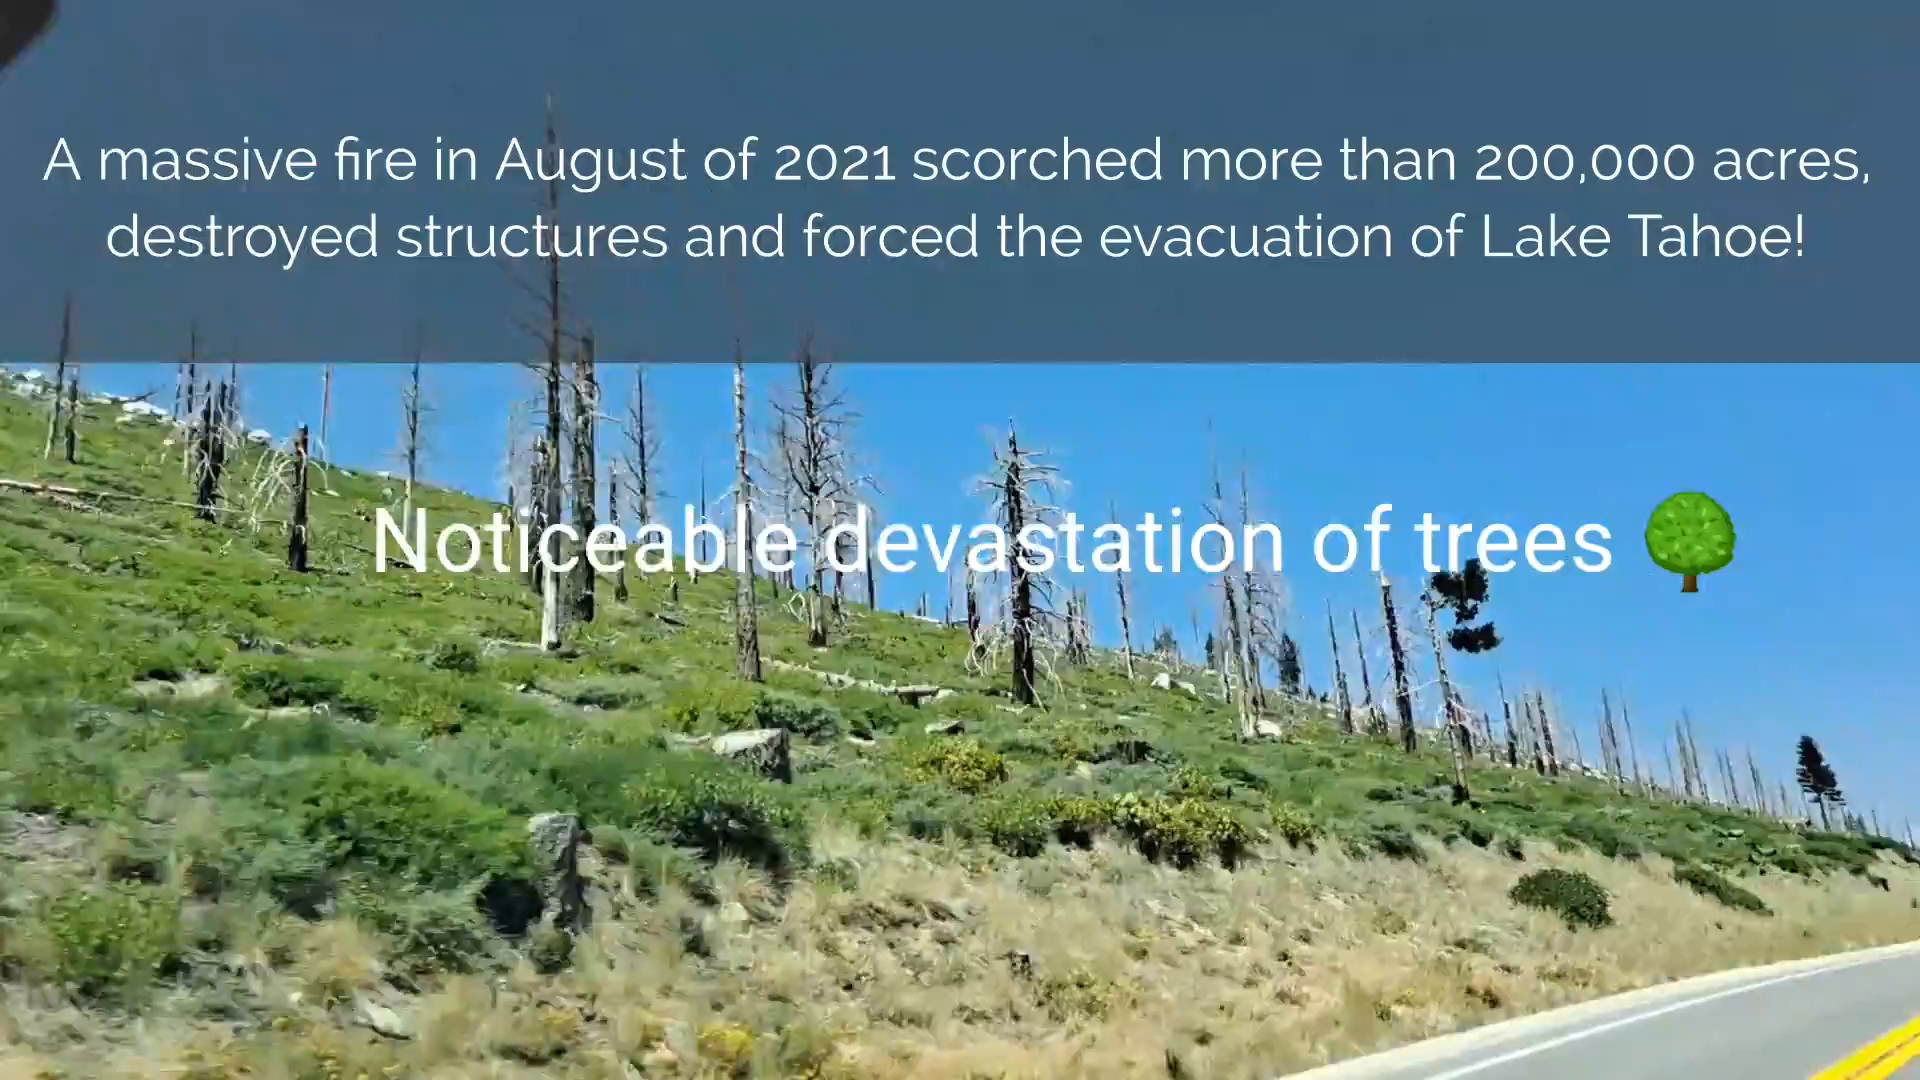 A massive fire in August of 2021 scorched more than 200,000 acres,
destroyed structures and forced the evacuation of Lake Tahoe!
Noticeable devastation of trees 🌳